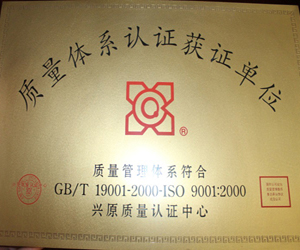 质量体系认证获证单位
®
质量管理体系符合
GB/T 19001-2000-ISO 9001:2000
兴原质量认证中心